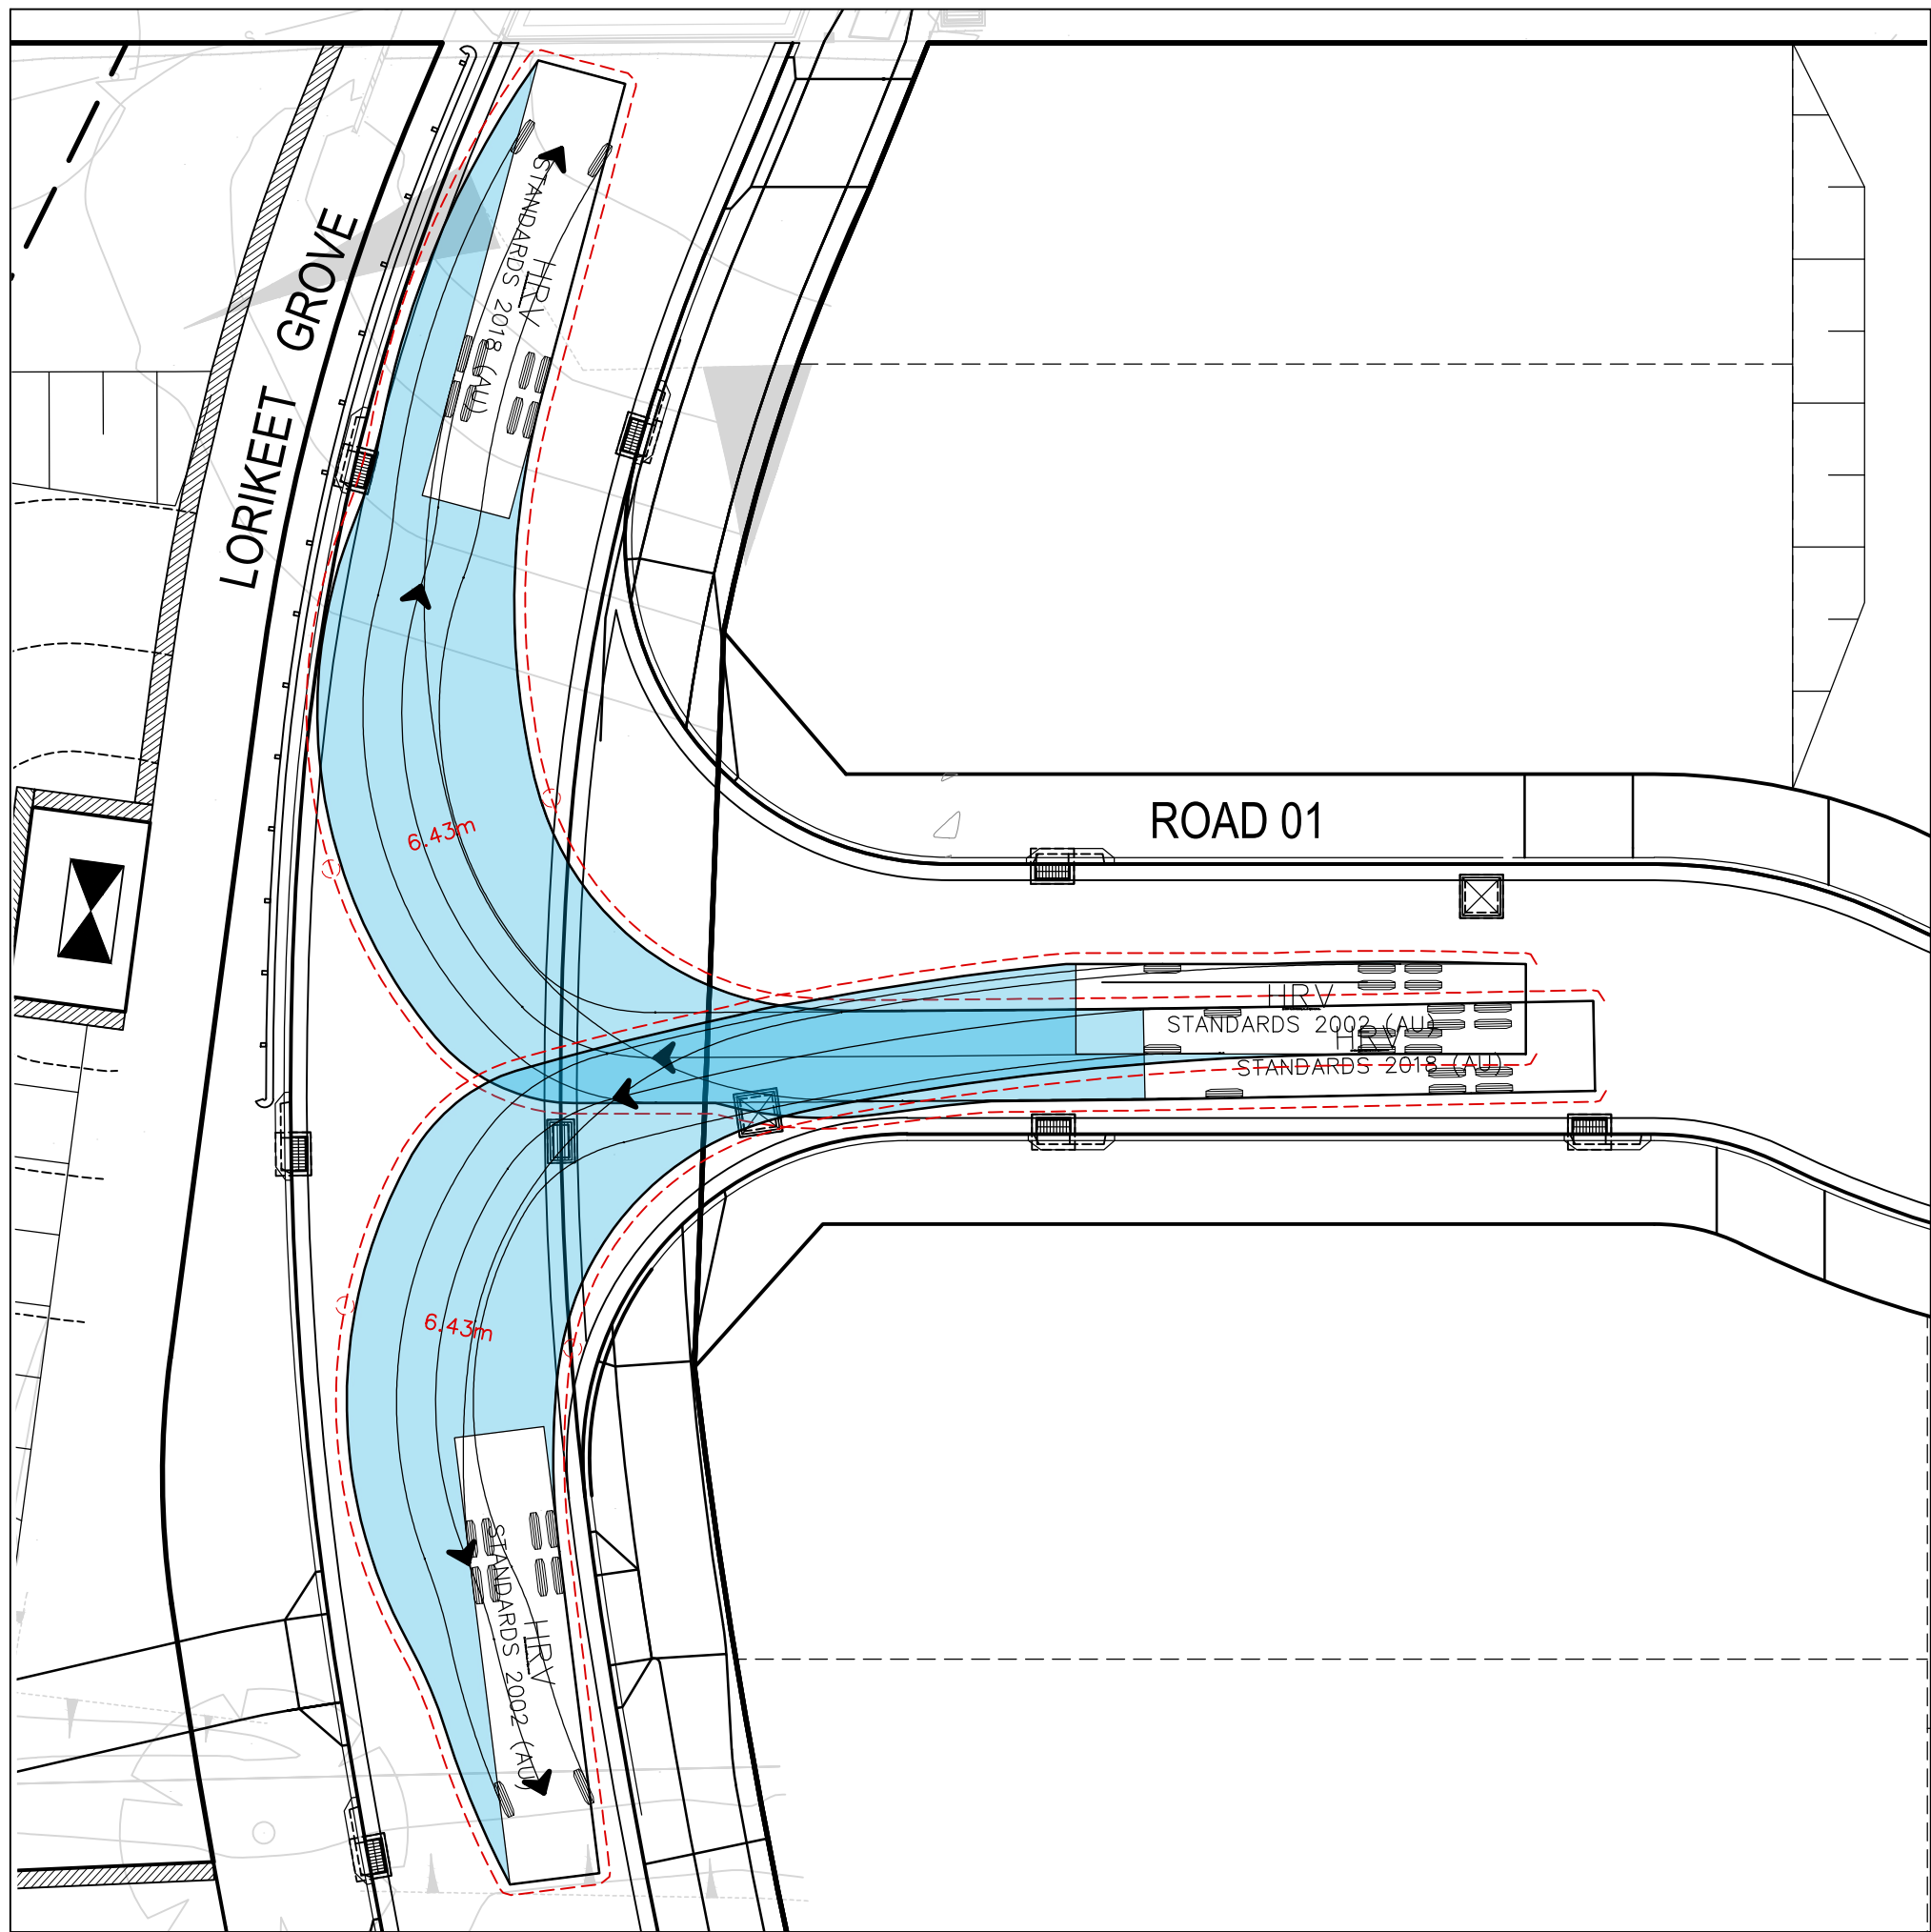 LORIKEET GROVE
HRV
STANDARDS 2018 (AU)
6.43m
ROAD 01
HRV
STANDARDS 2002 (AU)
HRV
STANDARDS 2018 (AU)
6.43m
HRV
STANDARDS 2002 (AU)